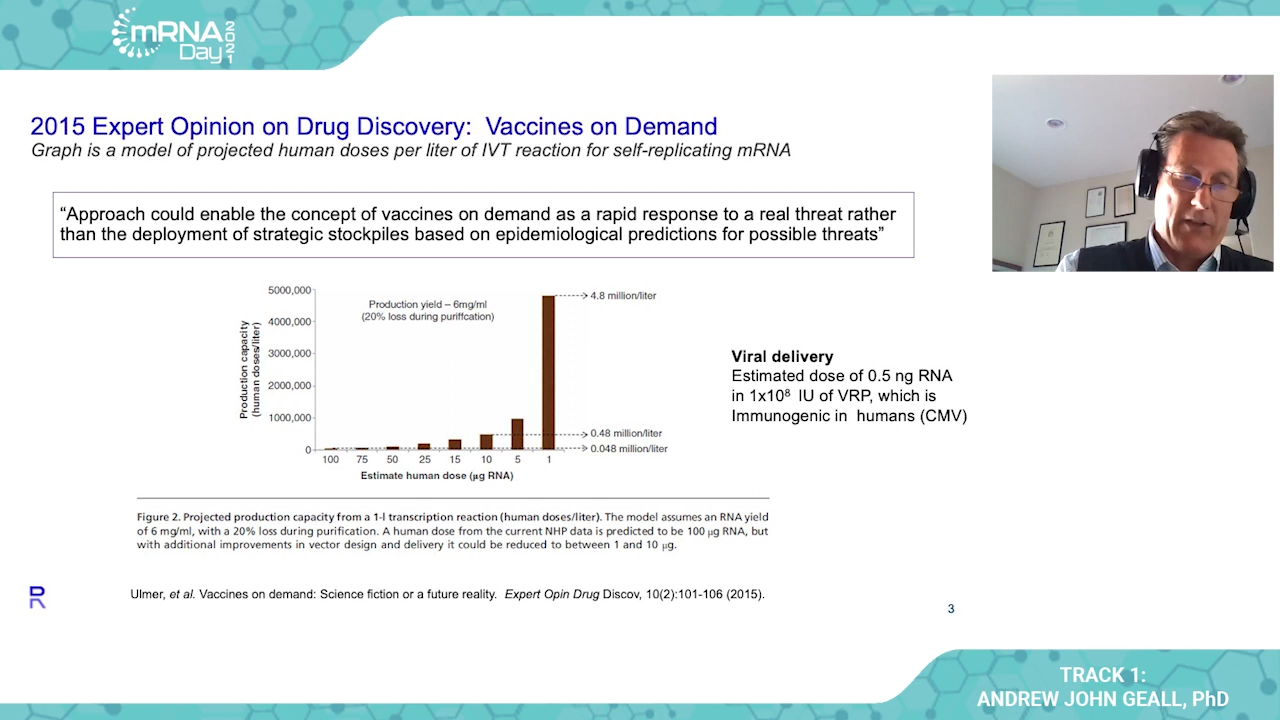 mRNA
Day
2021
2015 Expert Opinion on Drug Discovery:  Vaccines on Demand
Graph is a model of projected human doses per liter of IVT reaction for self-replicating mRNA
“Approach could enable the concept of vaccines on demand as a rapid response to a real threat rather
than the deployment of strategic stockpiles based on epidemiological predictions for possible threats”
Production capacity
(human doses/liter)
5000,000
4000,000
3000,000
2000,000
1000,000
0
Production yield – 6mg/ml
(20% loss during puriffcation)
4.8 million/liter
0.48 million/liter
0.048 million/liter
100 75 50 25 15 10 5 1
Estimate human dose (μg RNA)
Viral delivery
Estimated dose of 0.5 ng RNA
in 1x10⁸ IU of VRP, which is
Immunogenic in humans (CMV)
Figure 2. Projected production capacity from a 1-l transcription reaction (human doses/liter). The model assumes an RNA yield
of 6 mg/ml, with a 20% loss during purification. A human dose from the current NHP data is predicted to be 100 μg RNA, but
with additional improvements in vector design and delivery it could be reduced to between 1 and 10 μg.
Ulmer, et al. Vaccines on demand: Science fiction or a future reality. Expert Opin Drug Discov, 10(2):101-106 (2015).
3
TRACK 1:
ANDREW JOHN GEALL, PhD